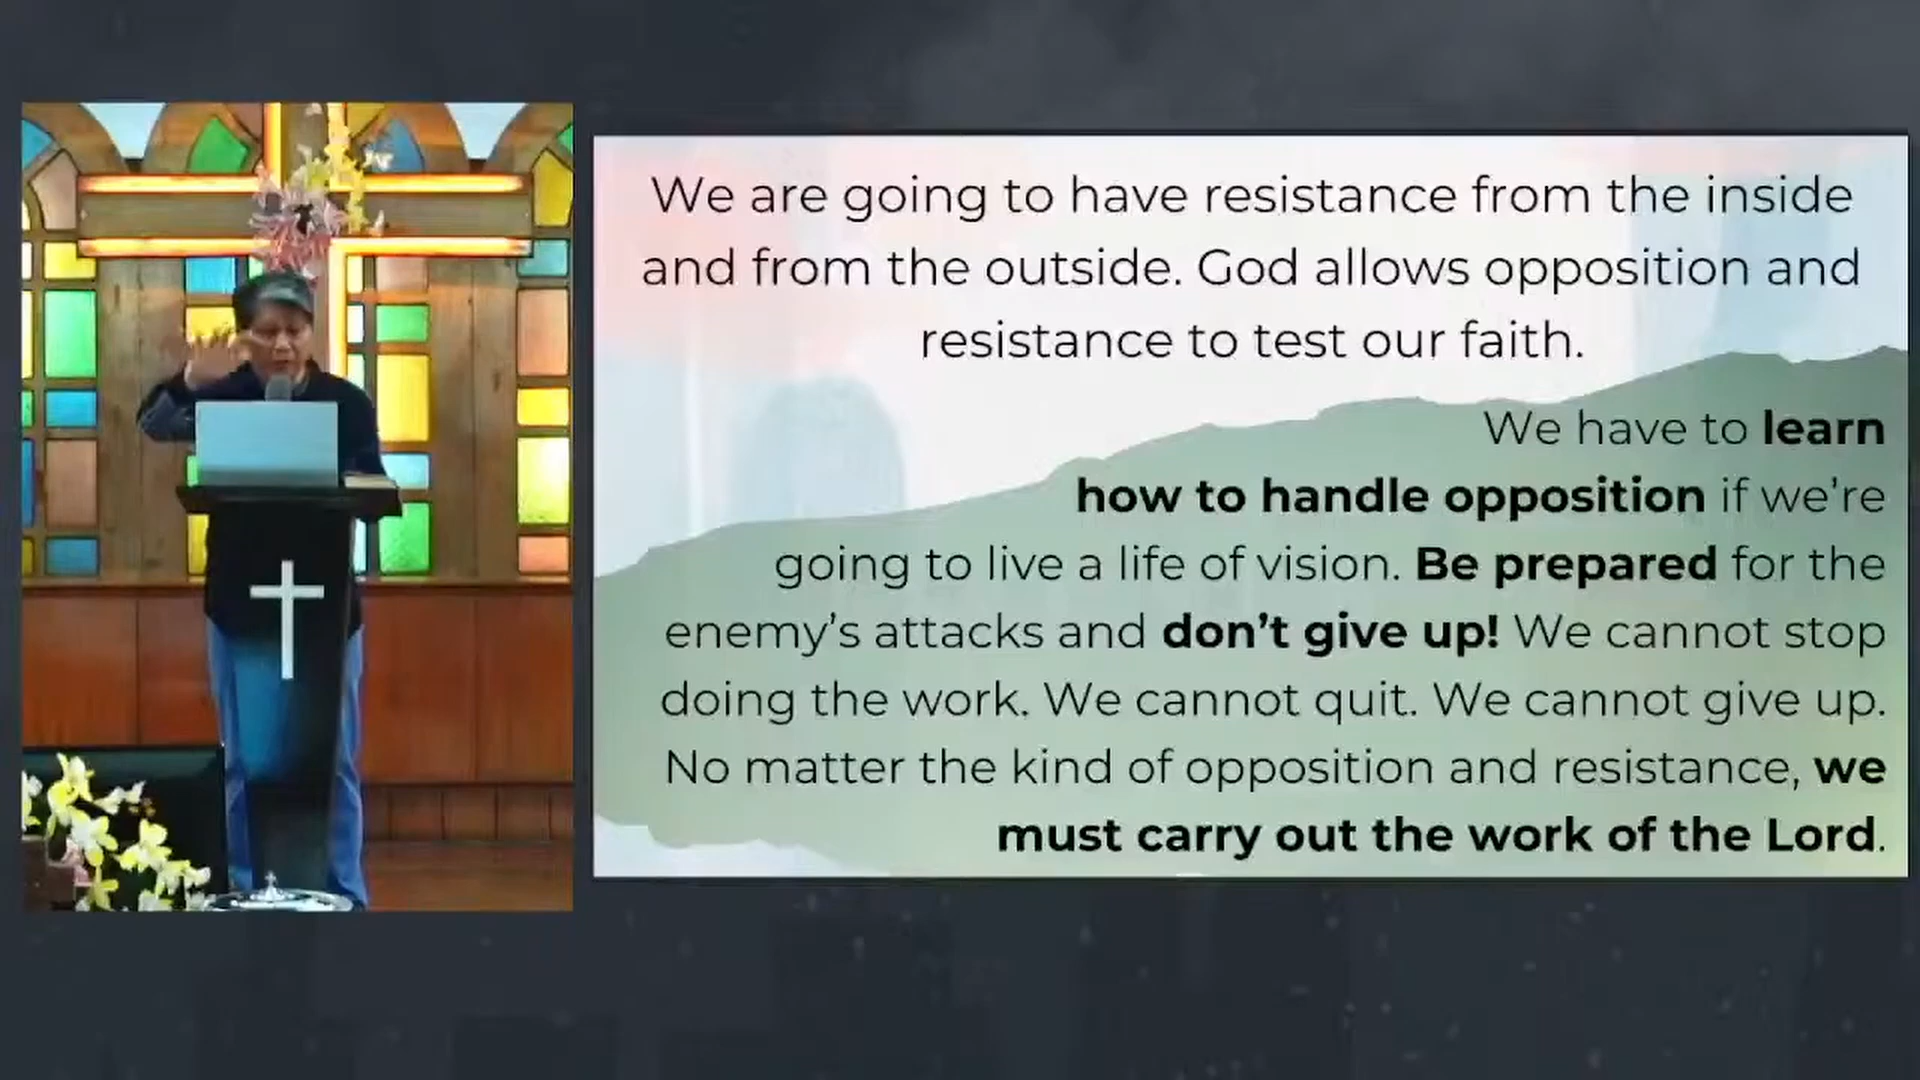 We are going to have resistance from the inside
and from the outside. God allows opposition and
resistance to test our faith.
We have to learn
how to handle opposition if we’re
going to live a life of vision. Be prepared for the
enemy’s attacks and don’t give up! We cannot stop
doing the work. We cannot quit. We cannot give up.
No matter the kind of opposition and resistance, we
must carry out the work of the Lord.